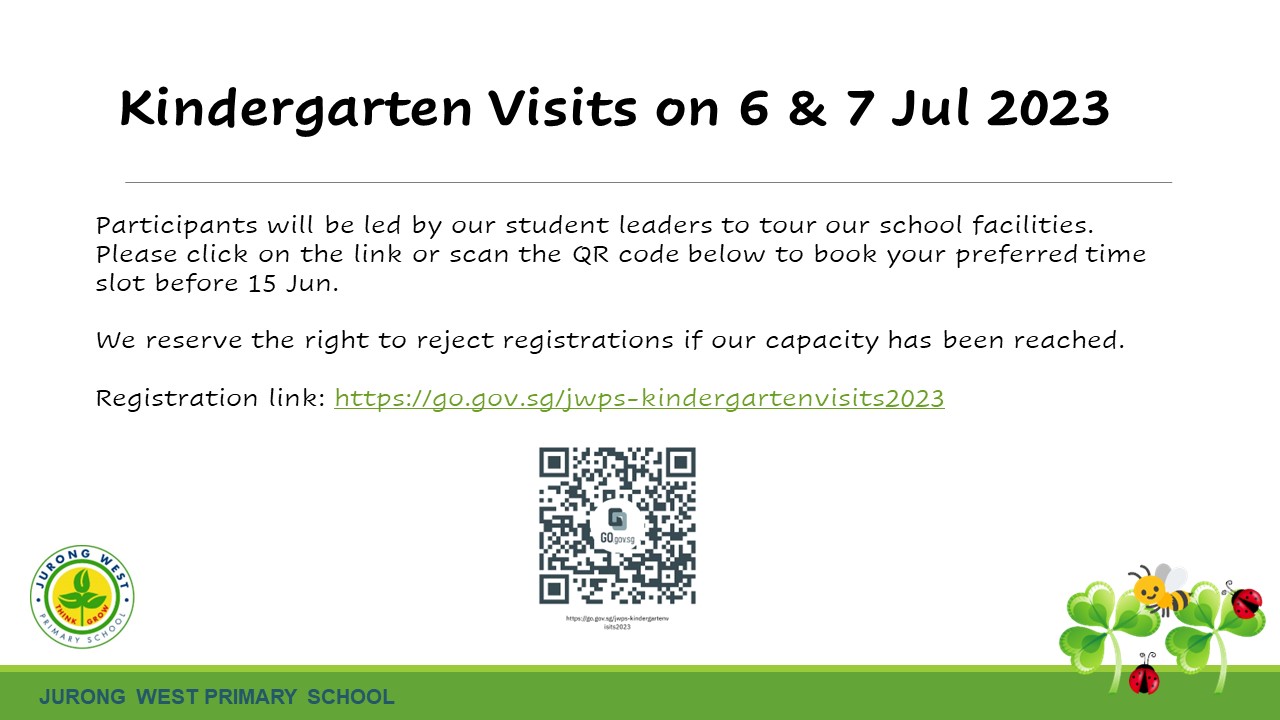 Kindergarten Visits on 6 & 7 Jul 2023
Participants will be led by our student leaders to tour our school facilities.
Please click on the link or scan the QR code below to book your preferred time
slot before 15 Jun.
We reserve the right to reject registrations if our capacity has been reached.
Registration link: https://go.gov.sg/jwps-kindergartenvisits2023
GO.gov.sg
https://go.gov.sg/jwps-kindergartenv
isits2023
JURONG WEST
THINK GROW
PRIMARY SCHOOL
JURONG WEST PRIMARY SCHOOL